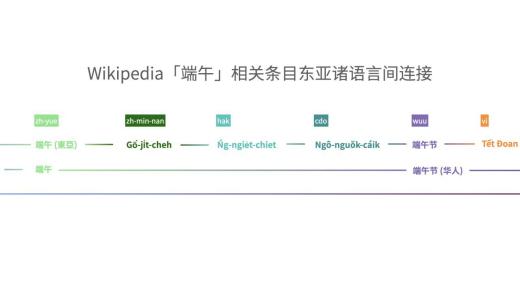 Wikipedia「端午」相关条目东亚诸语言间连接
zh-yue zh-min-nan hak cdo wuu vi
端午 (東亞) Gō͘-ji̍t-cheh Ńg-ngie̍t-chiet Ngô-nguŏk-cáik 端午节 Tết Đoan
端午 端午节 (华人)